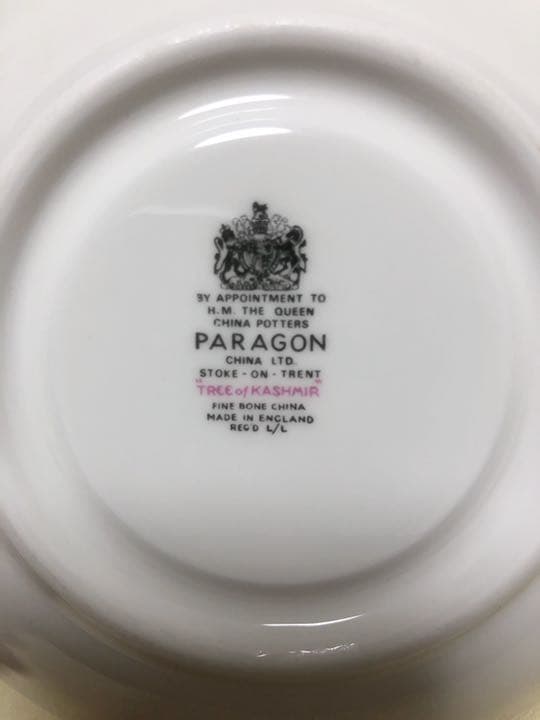 BY APPOINTMENT TO
H.M. THE QUEEN
CHINA POTTERS
PARAGON
CHINA LTD.
STOKE-ON-TRENT
"TREE of KASHMIR"
FINE BONE CHINA
MADE IN ENGLAND
REG'D L/L